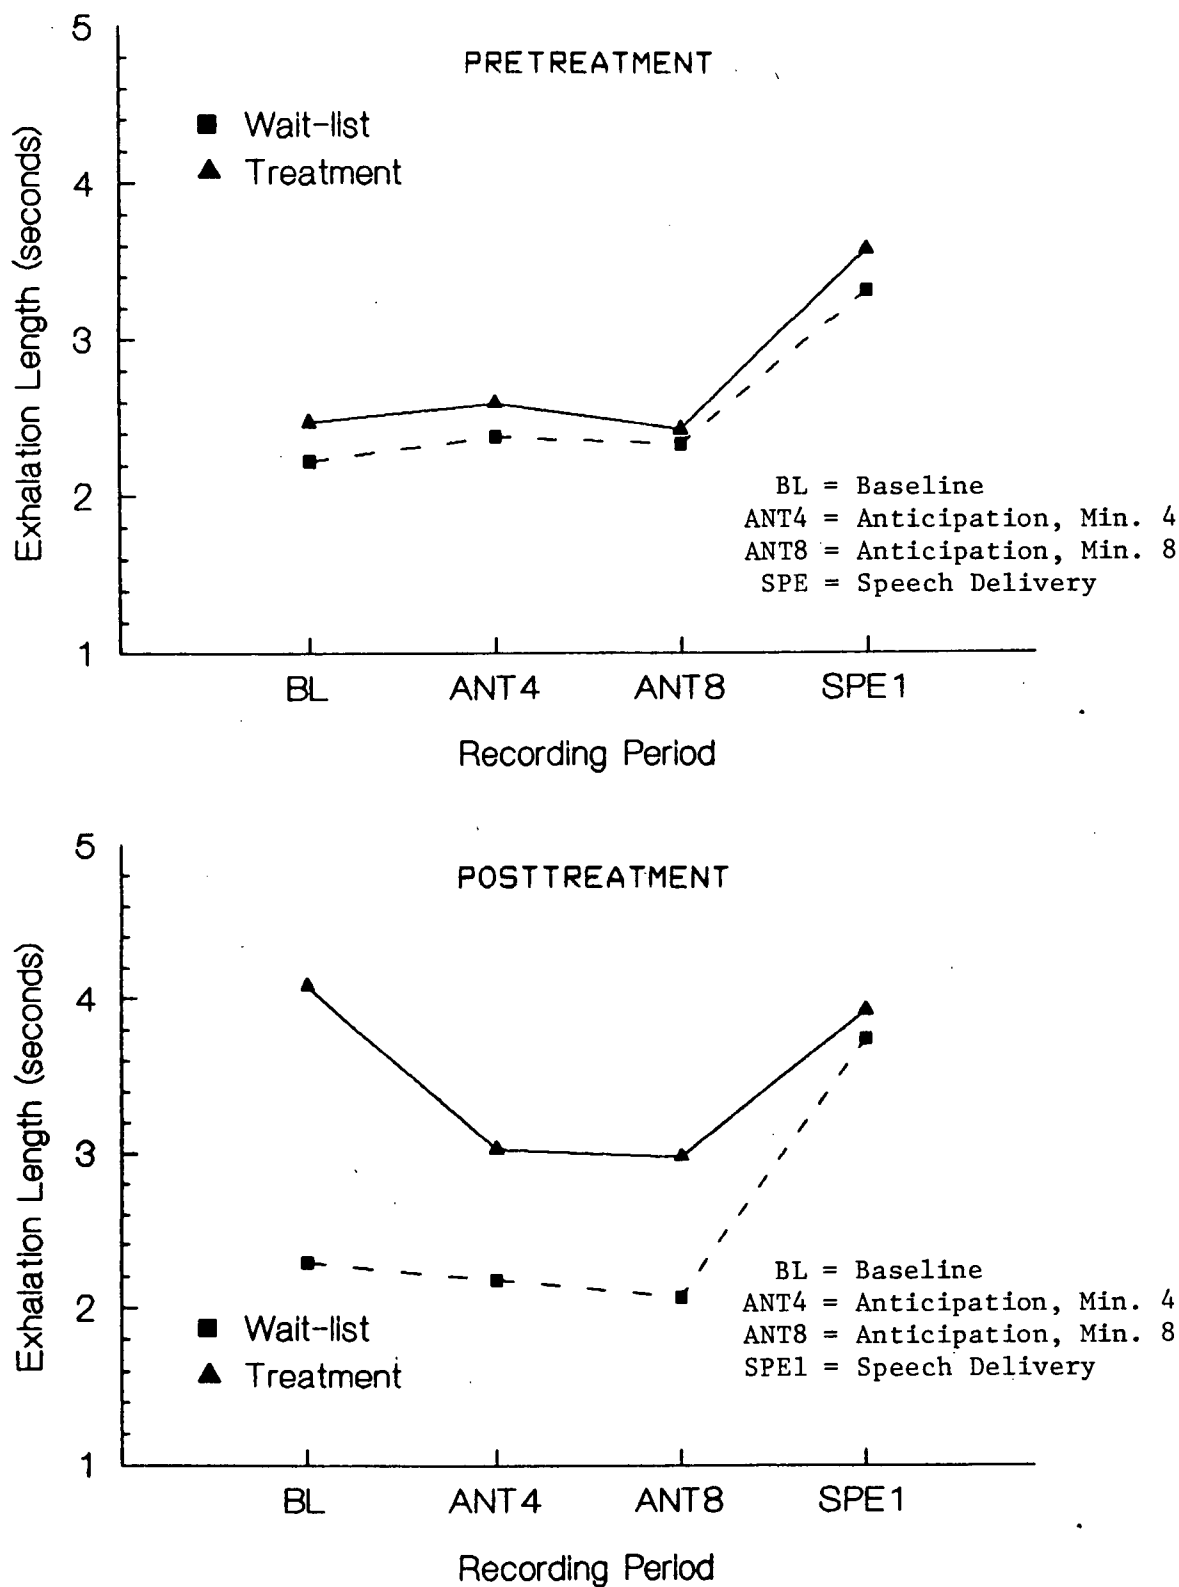 PRETREATMENT
Wait-list
Treatment
Exhalation Length (seconds)
5
4
3
2
1
BL = Baseline
ANT4 = Anticipation, Min. 4
ANT8 = Anticipation, Min. 8
SPE = Speech Delivery
BL ANT4 ANT8 SPE1
Recording Period
POSTTREATMENT
Exhalation Length (seconds)
5
4
3
2
1
Wait-list
Treatment
BL = Baseline
ANT4 = Anticipation, Min. 4
ANT8 = Anticipation, Min. 8
SPE1 = Speech Delivery
BL ANT4 ANT8 SPE1
Recording Period